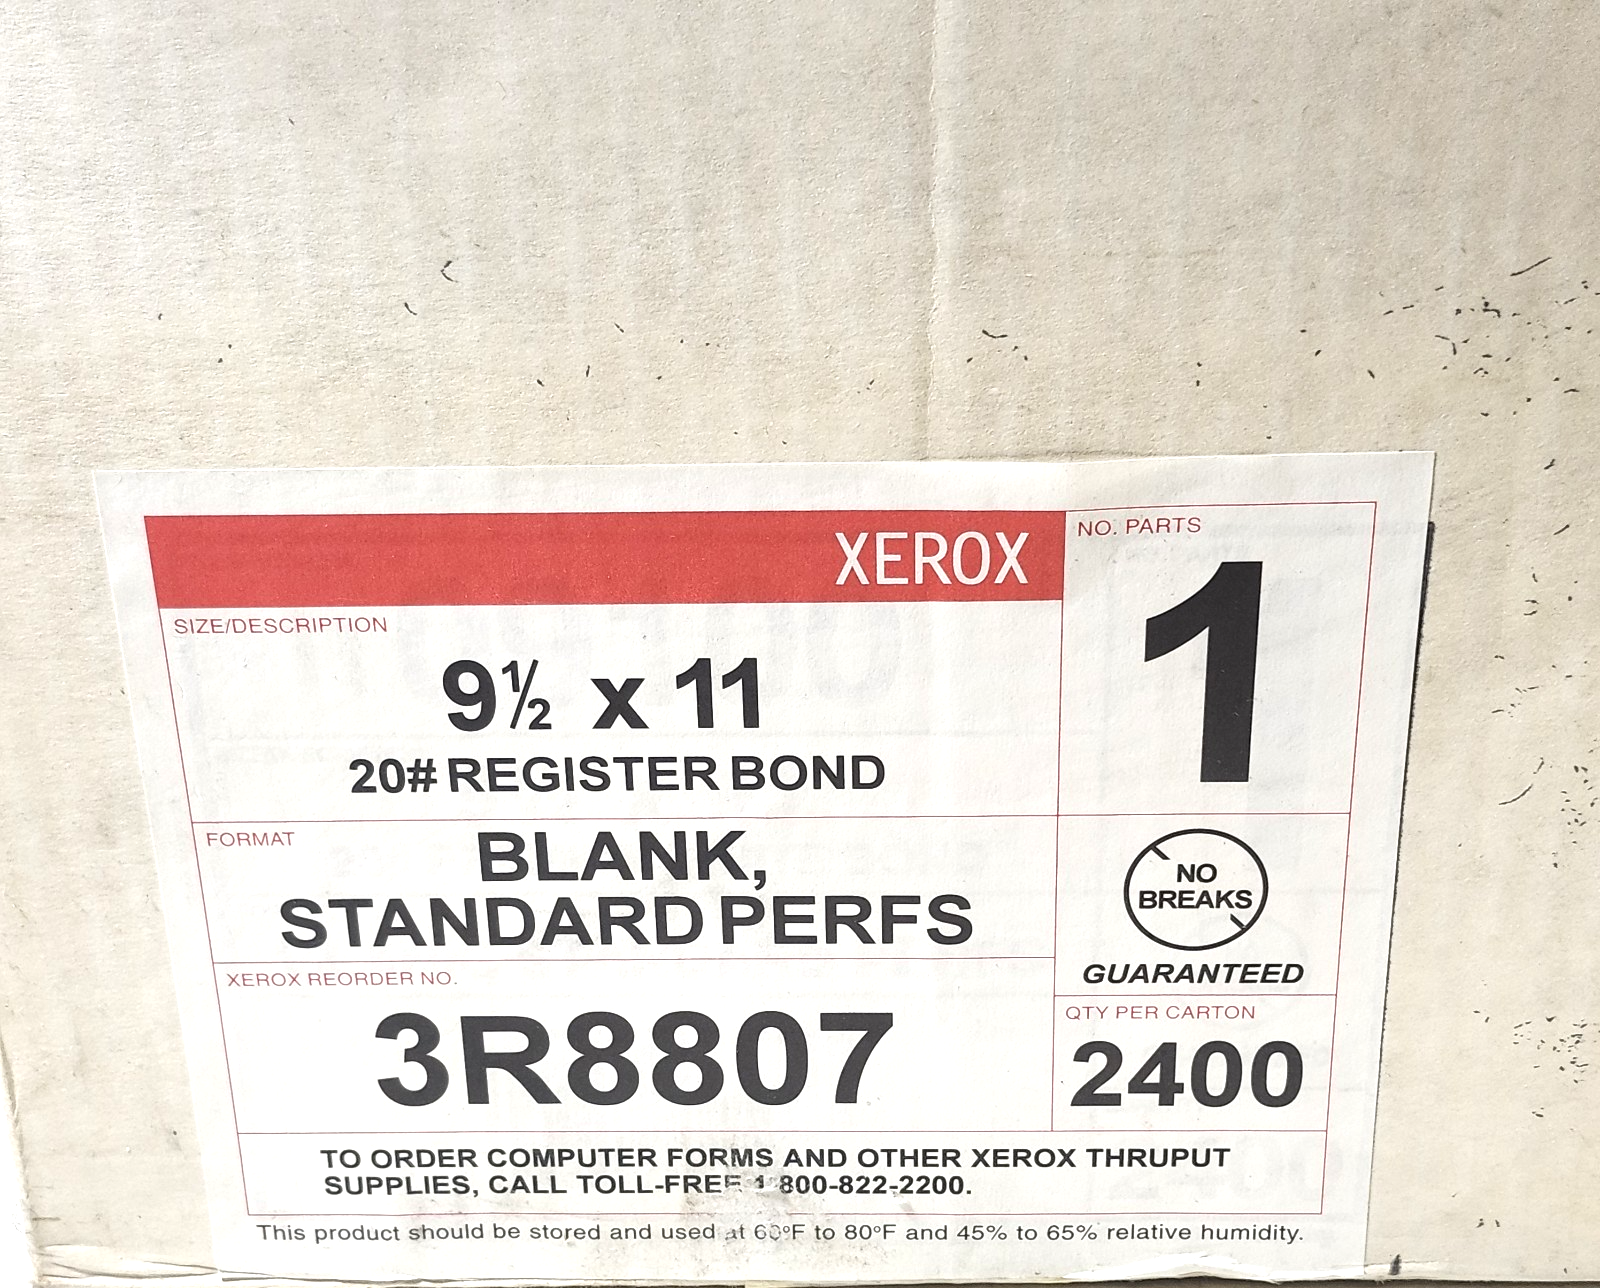 XEROX
NO. PARTS
1
SIZE/DESCRIPTION
9½ x 11
20# REGISTER BOND
FORMAT
BLANK,
STANDARD PERFS
NO
BREAKS
GUARANTEED
XEROX REORDER NO.
3R8807
QTY PER CARTON
2400
TO ORDER COMPUTER FORMS AND OTHER XEROX THRUPUT
SUPPLIES, CALL TOLL-FREE 1-800-822-2200.
This product should be stored and used at 60°F to 80°F and 45% to 65% relative humidity.